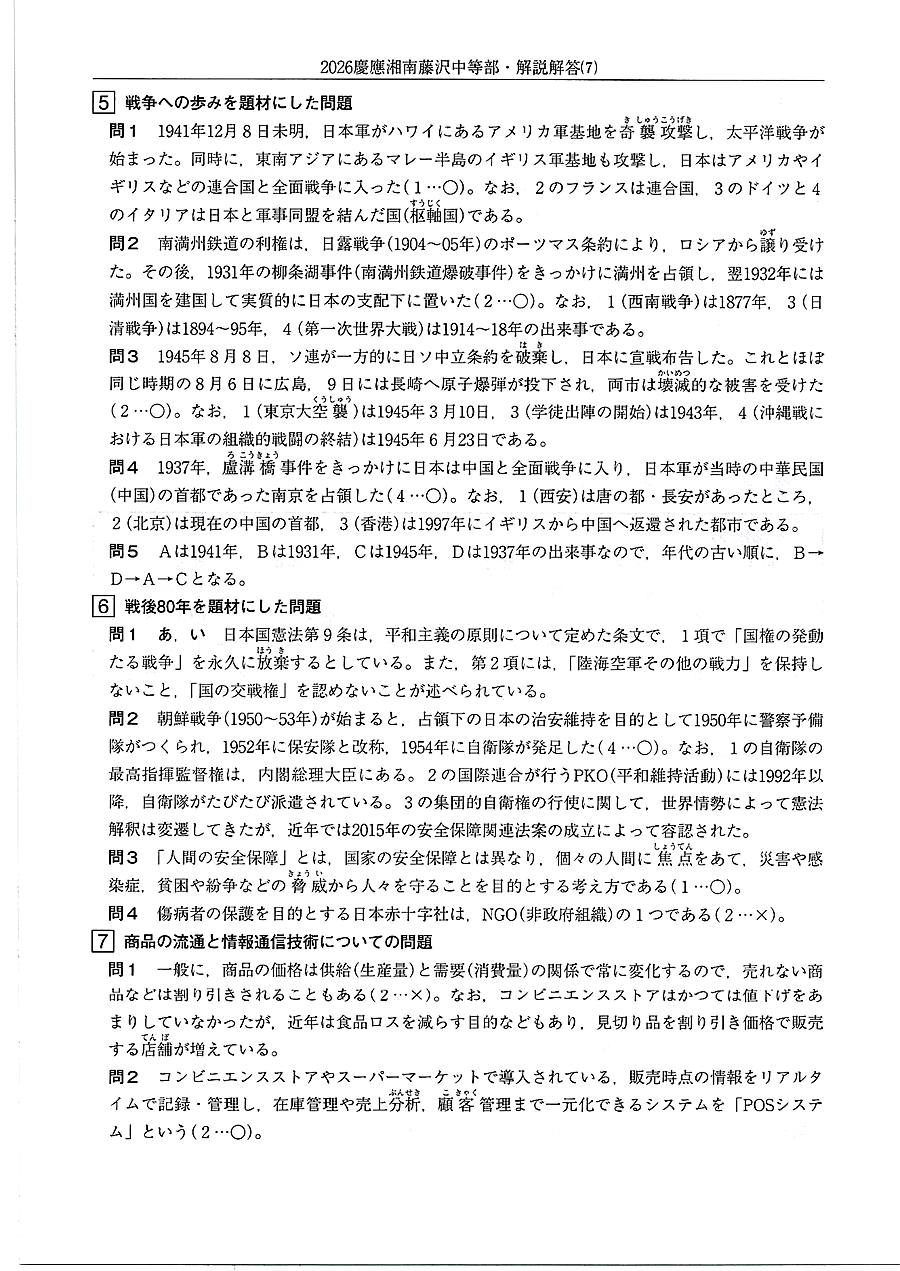 2026慶應湘南藤沢中等部・解説解答(7)
5 戦争への歩みを題材にした問題
問1 1941年12月8日未明，日本軍がハワイにあるアメリカ軍基地を奇襲攻撃し，太平洋戦争が
始まった。同時に，東南アジアにあるマレー半島のイギリス軍基地も攻撃し，日本はアメリカやイ
ギリスなどの連合国と全面戦争に入った(1…○)。なお，2のフランスは連合国，3のドイツと4
のイタリアは日本と軍事同盟を結んだ国(枢軸国)である。
問2 南満州鉄道の利権は，日露戦争(1904〜05年)のポーツマス条約により，ロシアから譲り受け
た。その後，1931年の柳条湖事件(南満州鉄道爆破事件)をきっかけに満州を占領し，翌1932年には
満州国を建国して実質的に日本の支配下に置いた(2…○)。なお，1(西南戦争)は1877年，3(日
清戦争)は1894〜95年，4(第一次世界大戦)は1914〜18年の出来事である。
問3 1945年8月8日，ソ連が一方的に日ソ中立条約を破棄し，日本に宣戦布告した。これとほぼ
同じ時期の8月6日に広島，9日には長崎へ原子爆弾が投下され，両市は壊滅的な被害を受けた
(2…○)。なお，1(東京大空襲)は1945年3月10日，3(学徒出陣の開始)は1943年，4(沖縄戦に
おける日本軍の組織的戦闘の終結)は1945年6月23日である。
問4 1937年，盧溝橋事件をきっかけに日本は中国と全面戦争に入り，日本軍が当時の中華民国
(中国)の首都であった南京を占領した(4…○)。なお，1(西安)は唐の都・長安があったところ，
2(北京)は現在の中国の首都，3(香港)は1997年にイギリスから中国へ返還された都市である。
問5 Aは1941年，Bは1931年，Cは1945年，Dは1937年の出来事なので，年代の古い順に，B→
D→A→Cとなる。
6 戦後80年を題材にした問題
問1 あ，い 日本国憲法第9条は，平和主義の原則について定めた条文で，1項で「国権の発動
たる戦争」を永久に放棄するとしている。また，第2項には，「陸海空軍その他の戦力」を保持し
ないこと，「国の交戦権」を認めないことが述べられている。
問2 朝鮮戦争(1950〜53年)が始まると，占領下の日本の治安維持を目的として1950年に警察予備
隊がつくられ，1952年に保安隊と改称，1954年に自衛隊が発足した(4…○)。なお，1の自衛隊の
最高指揮監督権は，内閣総理大臣にある。2の国際連合が行うPKO(平和維持活動)には1992年以
降，自衛隊がたびたび派遣されている。3の集団的自衛権の行使に関して，世界情勢によって憲法
解釈は変遷してきたが，近年では2015年の安全保障関連法案の成立によって容認された。
問3 「人間の安全保障」とは，国家の安全保障とは異なり，個々の人間に焦点をあて，災害や感
染症，貧困や紛争などの脅威から人々を守ることを目的とする考え方である(1…○)。
問4 傷病者の保護を目的とする日本赤十字社は，NGO(非政府組織)の1つである(2…×)。
7 商品の流通と情報通信技術についての問題
問1 一般に，商品の価格は供給(生産量)と需要(消費量)の関係で常に変化するので，売れない商
品などは割り引きされることもある(2…×)。なお，コンビニエンスストアはかつては値下げをあ
まりしていなかったが，近年は食品ロスを減らす目的などもあり，見切り品を割り引き価格で販売
する店舗が増えている。
問2 コンビニエンスストアやスーパーマーケットで導入されている，販売時点の情報をリアルタ
イムで記録・管理し，在庫管理や売上分析，顧客管理まで一元化できるシステムを「POSシステ
ム」という(2…○)。